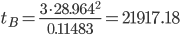 t_B = \frac{3 \cdot 28.964^2}{0.11483} = 21917.18